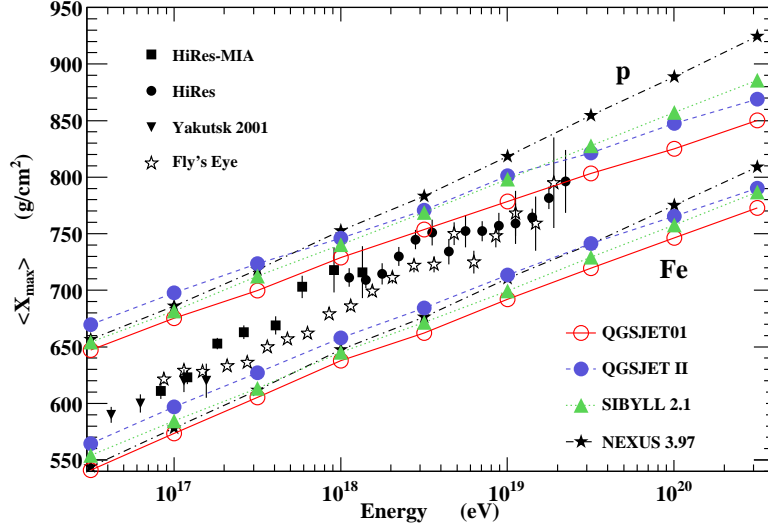 <X_max> (g/cm²)
950
900
850
800
750
700
650
600
550
HiRes-MIA
HiRes
Yakutsk 2001
Fly's Eye
p
Fe
QGSJET01
QGSJET II
SIBYLL 2.1
NEXUS 3.97
10^17
10^18
10^19
10^20
Energy (eV)